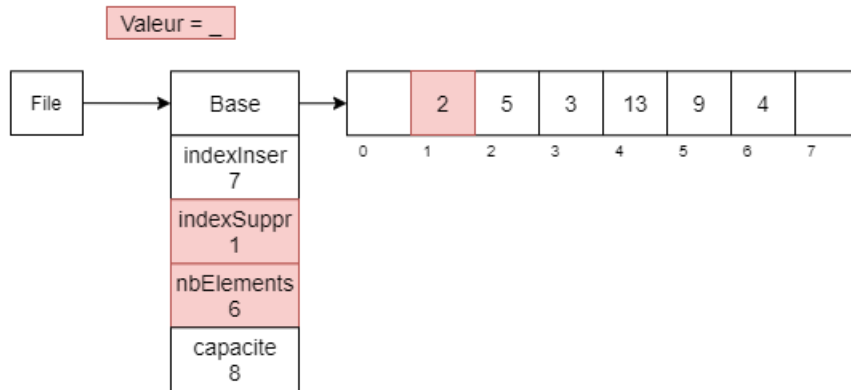 Valeur = _
File
Base
2 5 3 13 9 4
0 1 2 3 4 5 6 7
indexInser
7
indexSuppr
1
nbElements
6
capacite
8